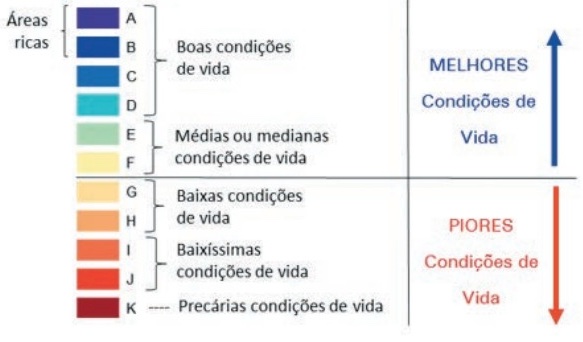 Áreas
ricas
A
B
C
D
Boas condições
de vida
E
F
Médias ou medianas
condições de vida
G
H
Baixas condições
de vida
I
J
Baixíssimas
condições de vida
K
---- Precárias condições de vida
MELHORES
Condições de
Vida
PIORES
Condições de
Vida